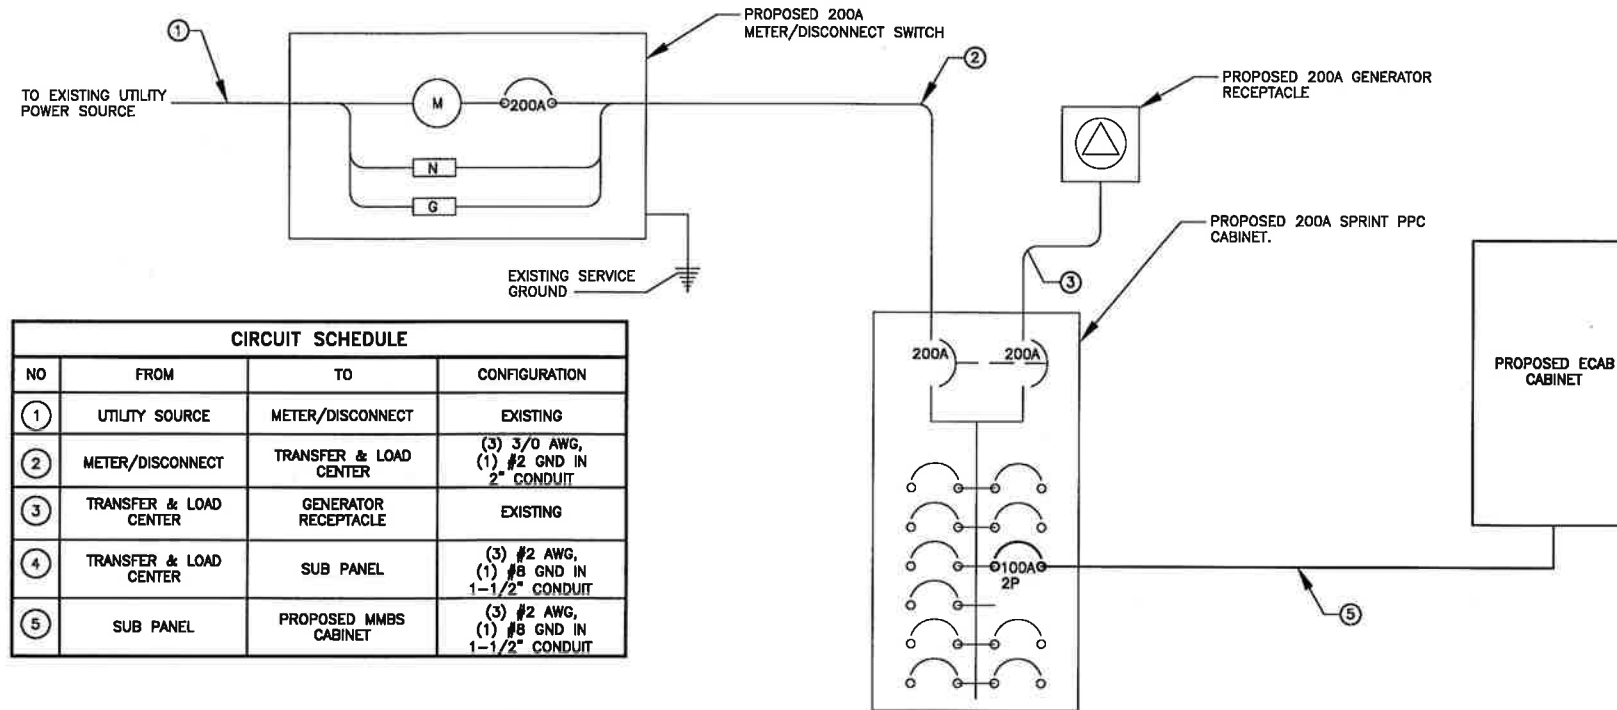 PROPOSED 200A
METER/DISCONNECT SWITCH
1
2
TO EXISTING UTILITY
POWER SOURCE
M
200A
N
G
PROPOSED 200A GENERATOR
RECEPTACLE
EXISTING SERVICE
GROUND
3
PROPOSED 200A SPRINT PPC
CABINET.
200A
200A
PROPOSED ECAB
CABINET
100A
2P
5
CIRCUIT SCHEDULE
NO FROM TO CONFIGURATION
1 UTILITY SOURCE METER/DISCONNECT EXISTING
2 METER/DISCONNECT TRANSFER & LOAD
CENTER (3) 3/0 AWG,
(1) #2 GND IN
2" CONDUIT
3 TRANSFER & LOAD
CENTER GENERATOR
RECEPTACLE EXISTING
4 TRANSFER & LOAD
CENTER SUB PANEL (3) #2 AWG,
(1) #8 GND IN
1-1/2" CONDUIT
5 SUB PANEL PROPOSED MMBS
CABINET (3) #2 AWG,
(1) #8 GND IN
1-1/2" CONDUIT